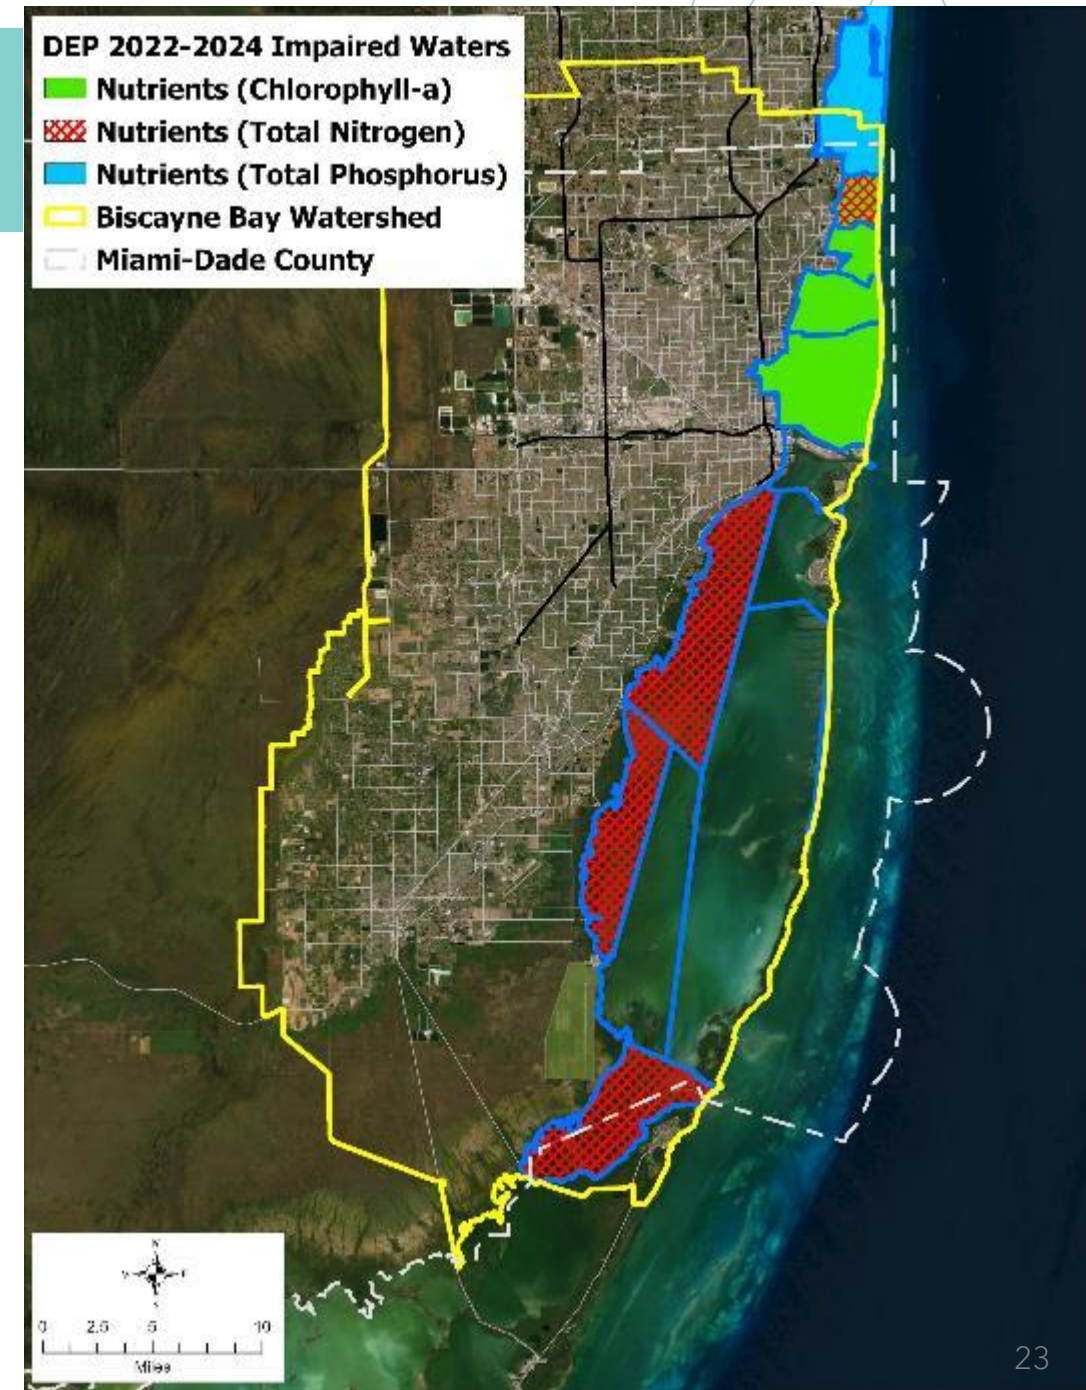 DEP 2022-2024 Impaired Waters
Nutrients (Chlorophyll-a)
Nutrients (Total Nitrogen)
Nutrients (Total Phosphorus)
Biscayne Bay Watershed
Miami-Dade County
N
S
0 2.5 5 10
Miles
23